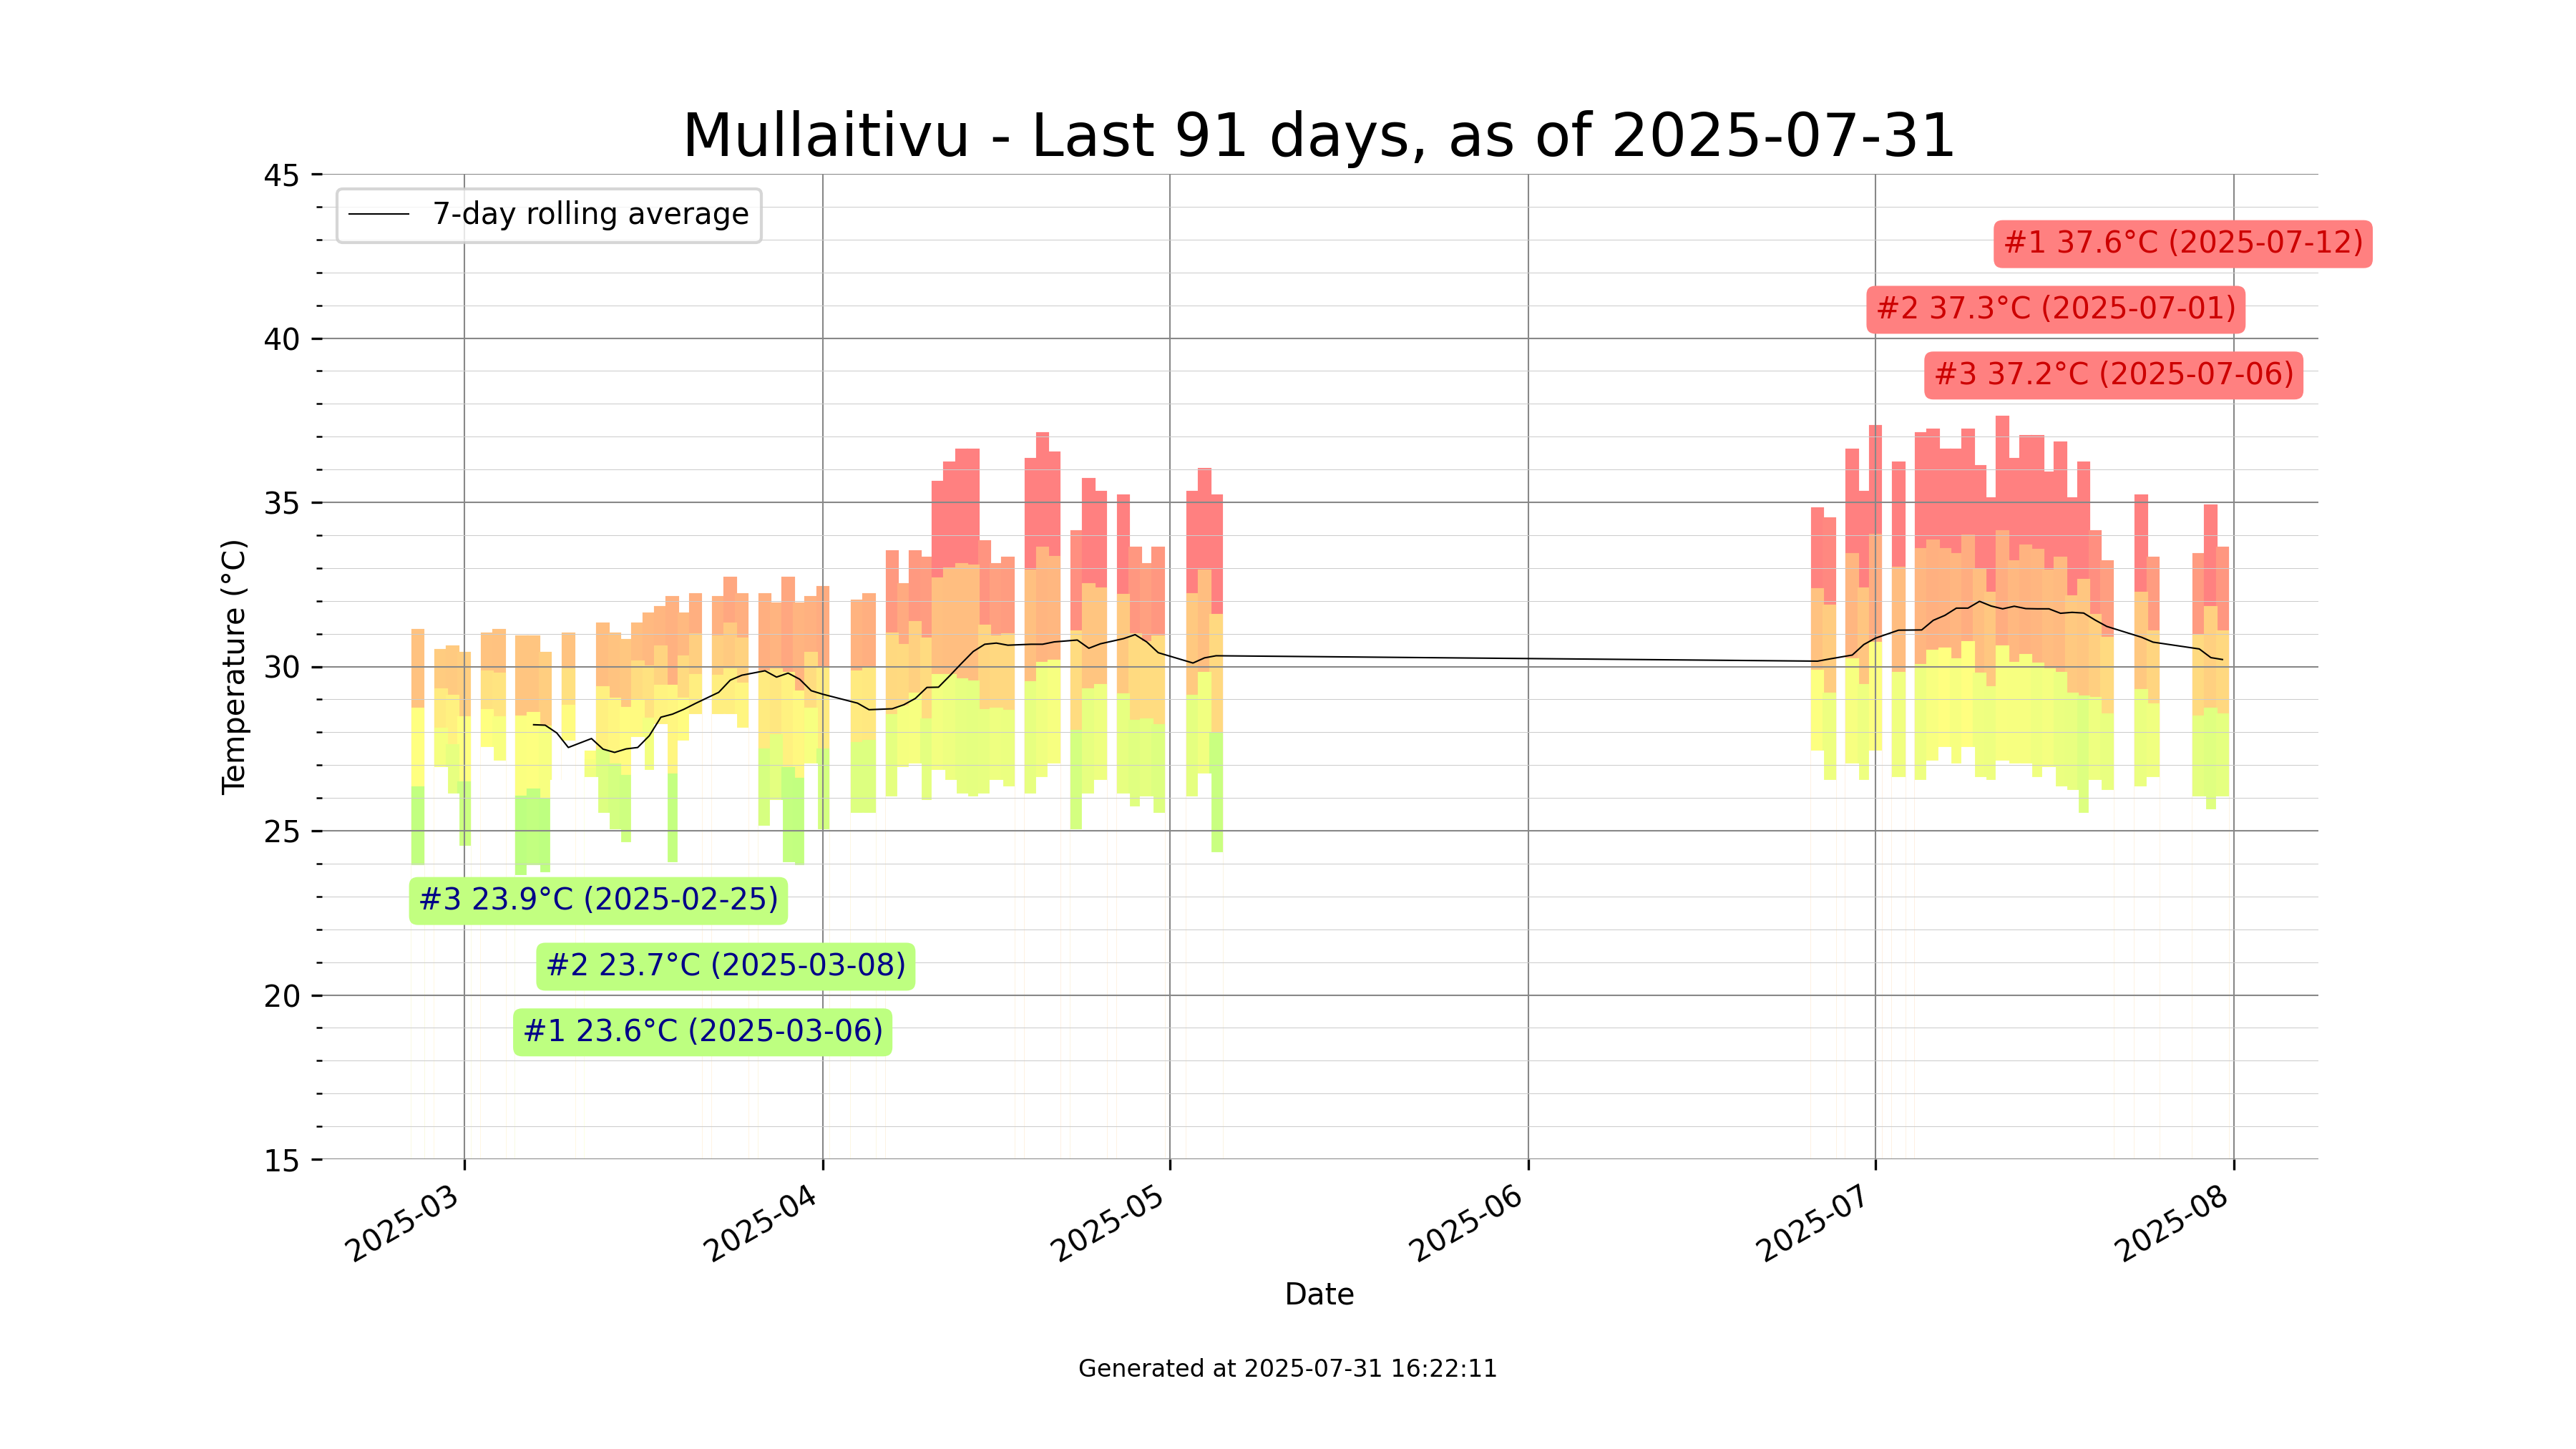 Mullaitivu - Last 91 days, as of 2025-07-31
7-day rolling average
#1 37.6°C (2025-07-12)
#2 37.3°C (2025-07-01)
#3 37.2°C (2025-07-06)
45
40
35
30
25
20
15
Temperature (°C)
#3 23.9°C (2025-02-25)
#2 23.7°C (2025-03-08)
#1 23.6°C (2025-03-06)
2025-03
2025-04
2025-05
2025-06
2025-07
2025-08
Date
Generated at 2025-07-31 16:22:11